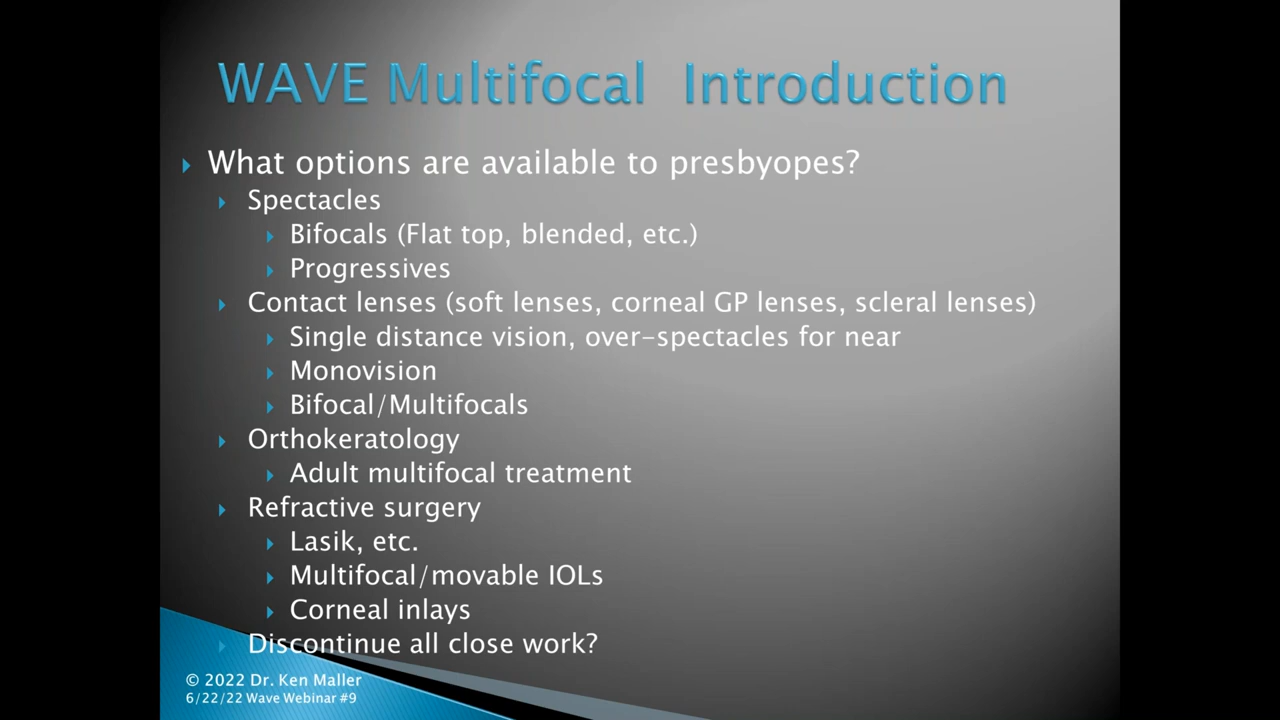 WAVE Multifocal Introduction
What options are available to presbyopes?
Spectacles
Bifocals (Flat top, blended, etc.)
Progressives
Contact lenses (soft lenses, corneal GP lenses, scleral lenses)
Single distance vision, over-spectacles for near
Monovision
Bifocal/Multifocals
Orthokeratology
Adult multifocal treatment
Refractive surgery
Lasik, etc.
Multifocal/movable IOLs
Corneal inlays
Discontinue all close work?
© 2022 Dr. Ken Maller
6/22/22 Wave Webinar #9